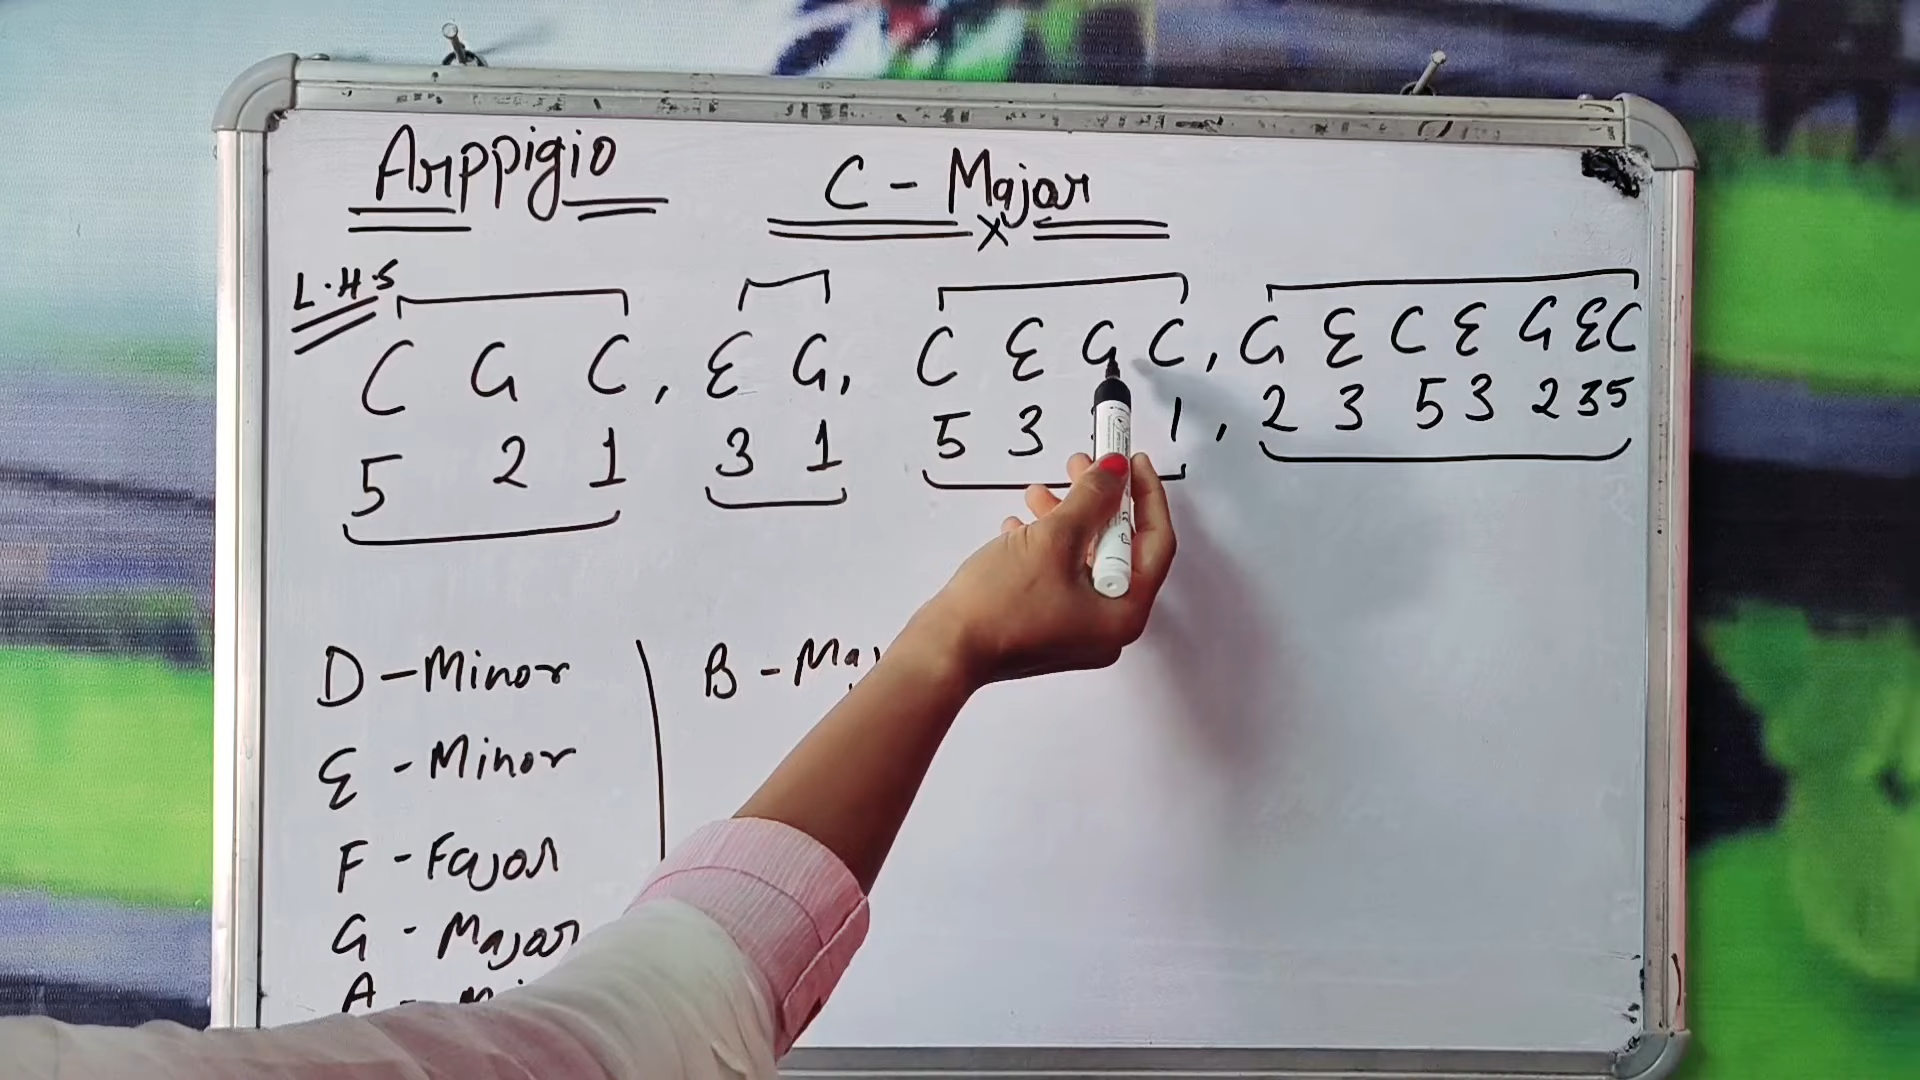 Arppigio
C - Major
L.H.S
C G C, E G, C E G C, G E C E G E C
5 2 1 3 1 5 3 1, 2 3 5 3 2 3 5
D - Minor
B -
E - Minor
F - Fajor
G - Major
A -